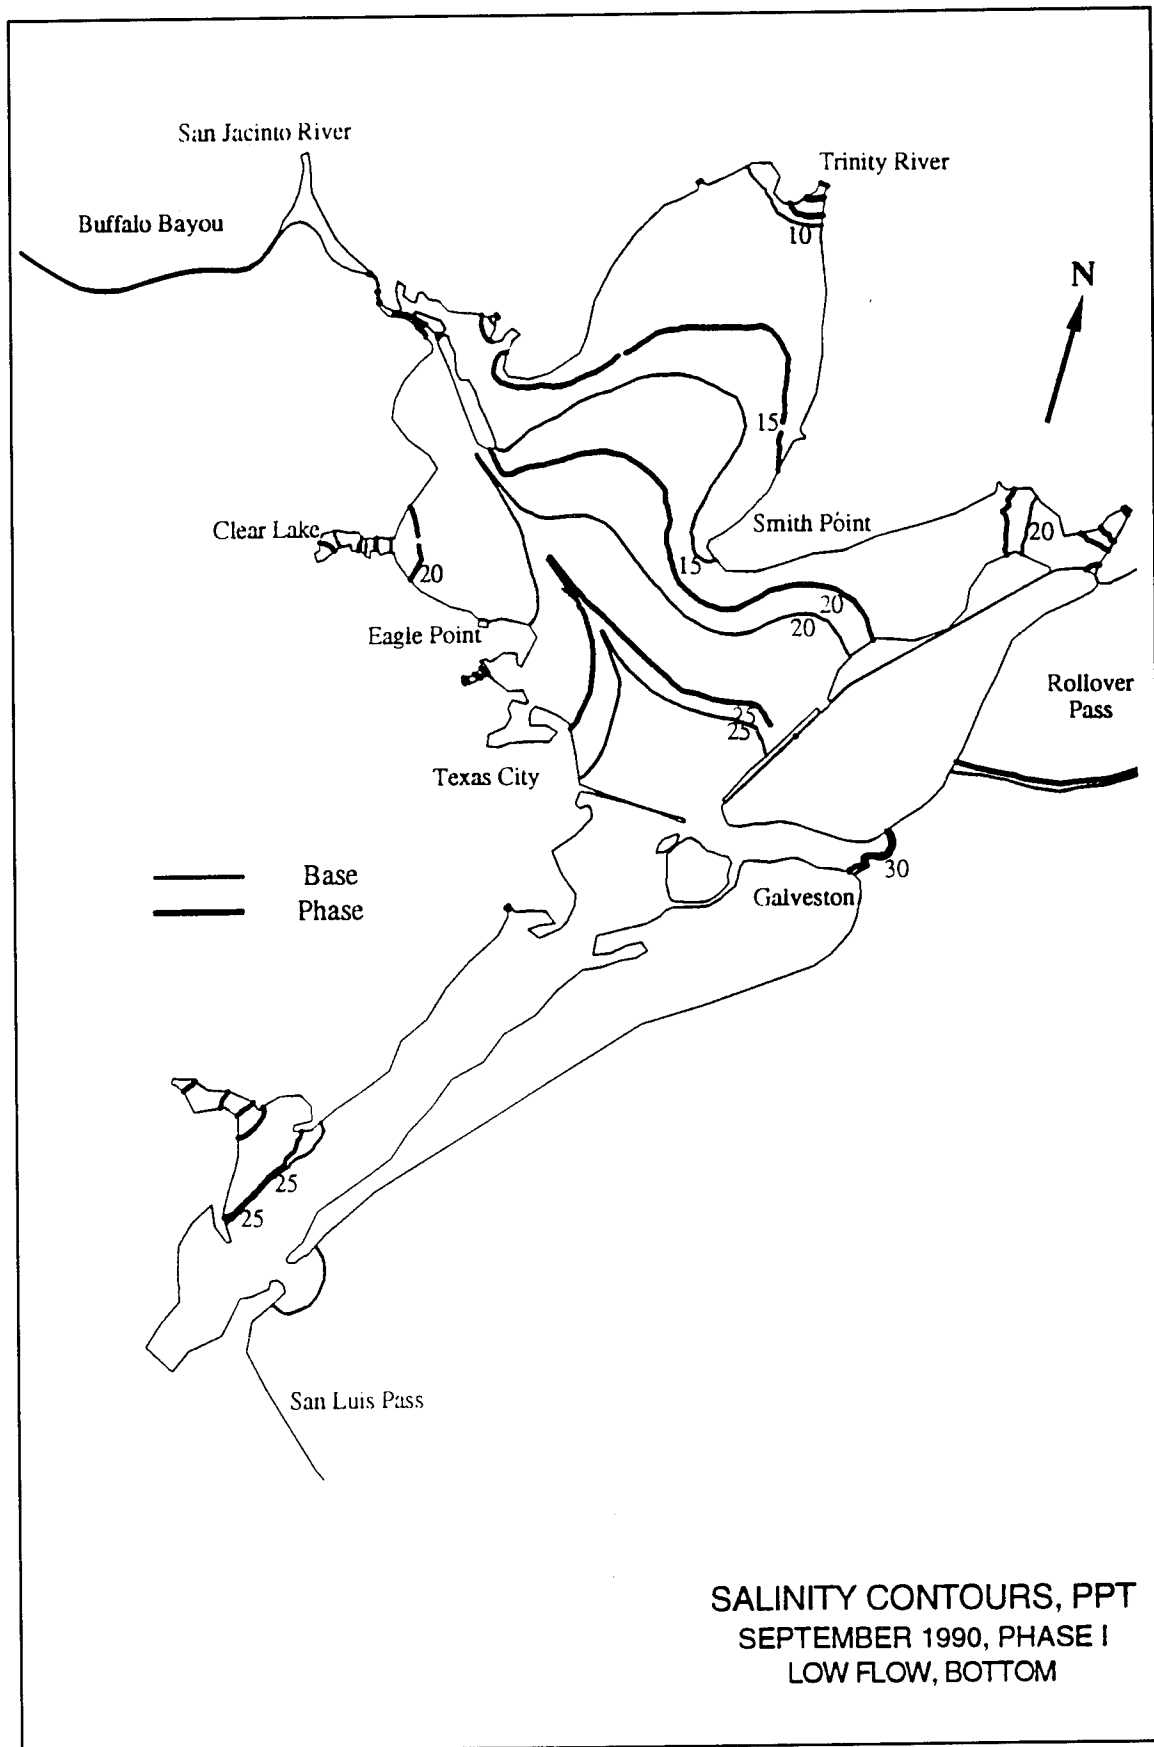 San Jacinto River
Trinity River
Buffalo Bayou
10
N
15
Smith Point
Clear Lake
20
15
20
20
20
Eagle Point
Rollover
Pass
25
25
Texas City
Base
30
Phase
Galveston
25
25
San Luis Pass
SALINITY CONTOURS, PPT
SEPTEMBER 1990, PHASE I
LOW FLOW, BOTTOM